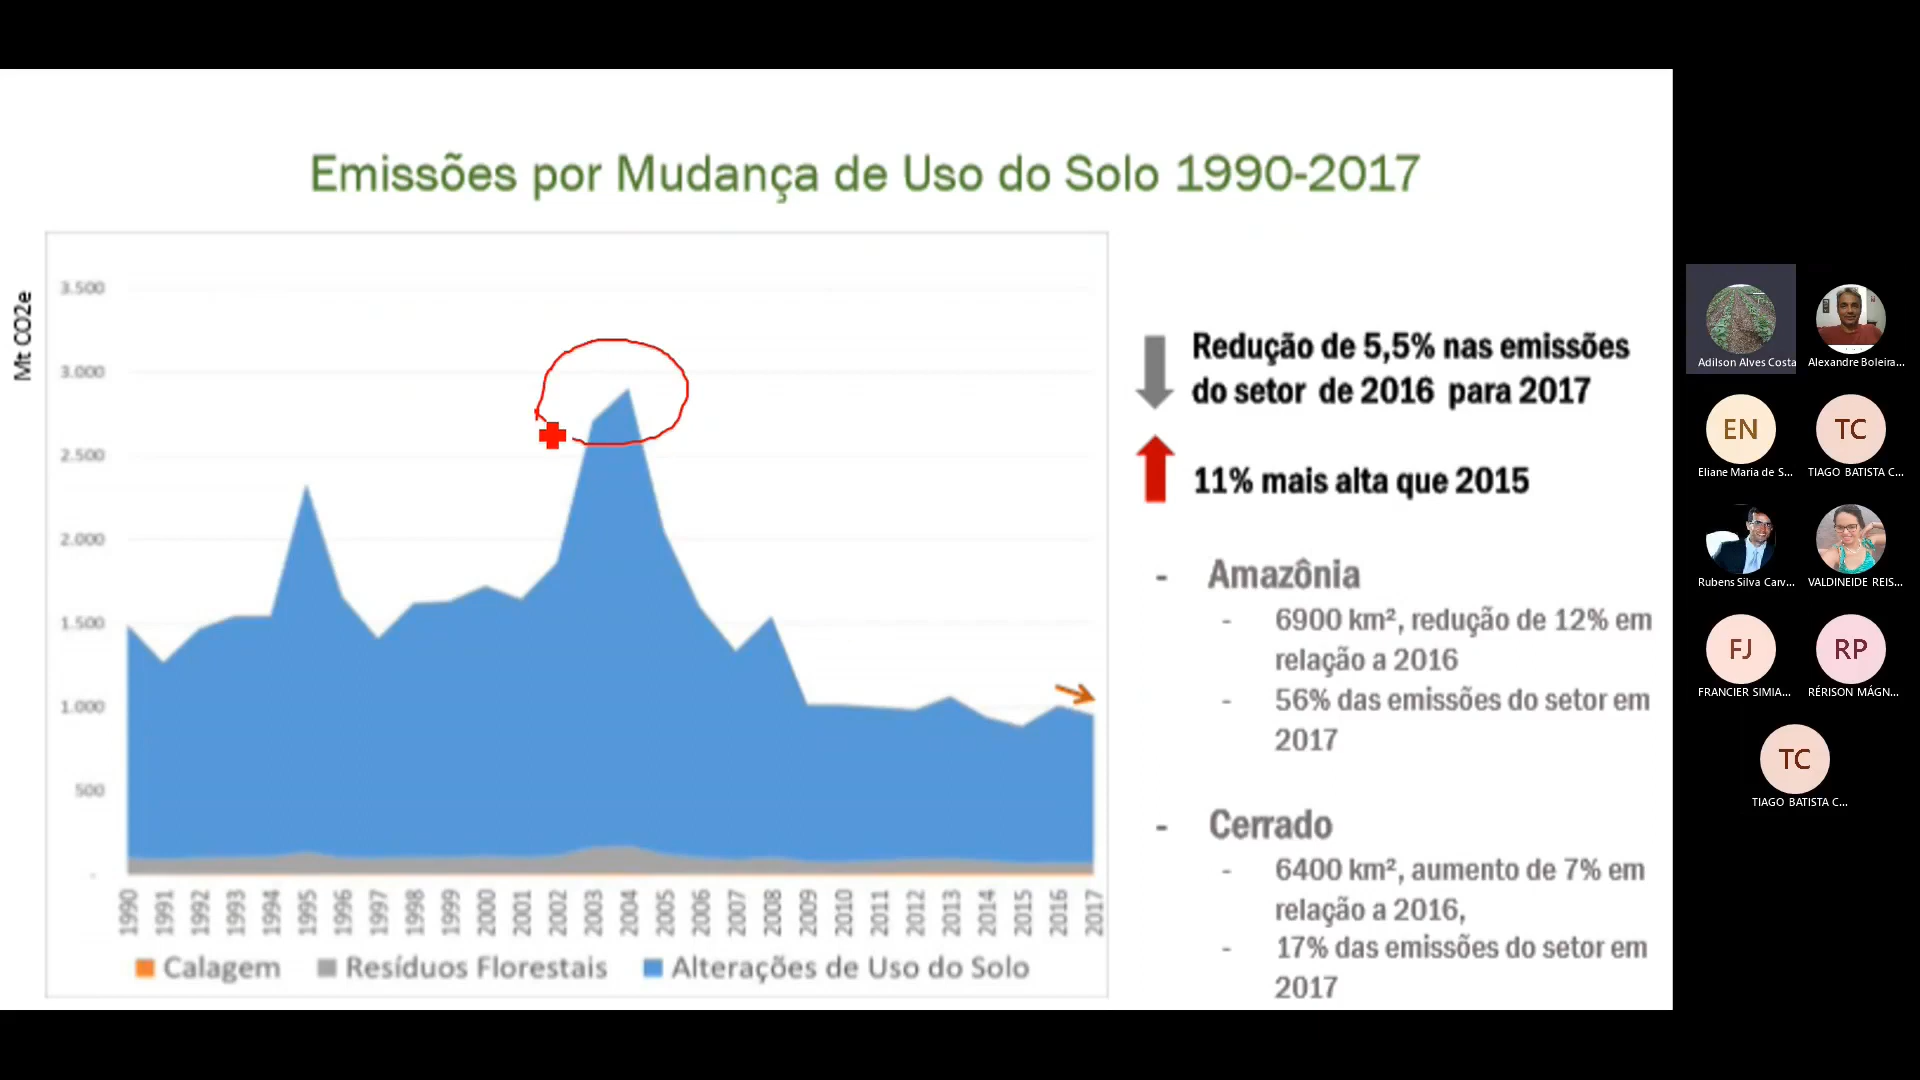 Emissões por Mudança de Uso do Solo 1990-2017
Mt CO2e
3.500
3.000
2.500
2.000
1.500
1.000
500
-
1990 1991 1992 1993 1994 1995 1996 1997 1998 1999 2000 2001 2002 2003 2004 2005 2006 2007 2008 2009 2010 2011 2012 2013 2014 2015 2016 2017
Calagem Resíduos Florestais Alterações de Uso do Solo
Redução de 5,5% nas emissões
do setor de 2016 para 2017
11% mais alta que 2015
- Amazônia
- 6900 km², redução de 12% em
relação a 2016
- 56% das emissões do setor em
2017
- Cerrado
- 6400 km², aumento de 7% em
relação a 2016,
- 17% das emissões do setor em
2017
Adilson Alves Costa
Alexandre Boleira...
EN
Eliane Maria de S...
TC
TIAGO BATISTA C...
Rubens Silva Carv...
VALDINEIDE REIS...
FJ
FRANCIER SIMIA...
RP
RÉRISON MÁGN...
TC
TIAGO BATISTA C...